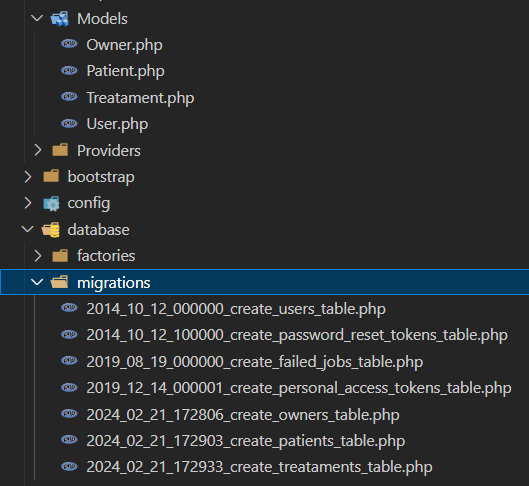 Models
Owner.php
Patient.php
Treatament.php
User.php
Providers
bootstrap
config
database
factories
migrations
2014_10_12_000000_create_users_table.php
2014_10_12_100000_create_password_reset_tokens_table.php
2019_08_19_000000_create_failed_jobs_table.php
2019_12_14_000001_create_personal_access_tokens_table.php
2024_02_21_172806_create_owners_table.php
2024_02_21_172903_create_patients_table.php
2024_02_21_172933_create_treataments_table.php